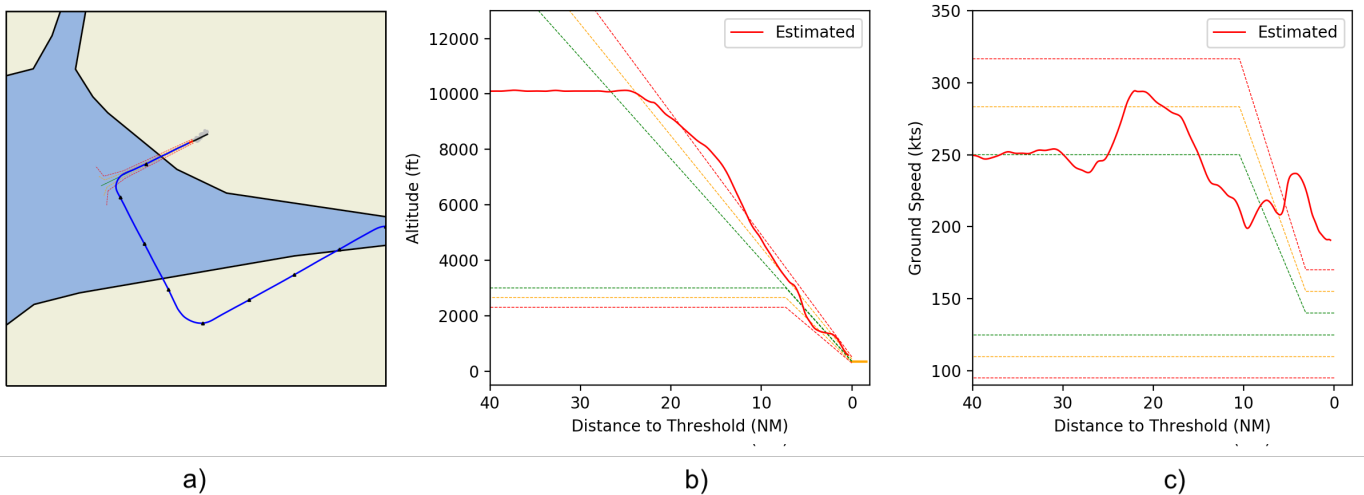 Estimated
12000
10000
8000
6000
4000
2000
0
Altitude (ft)
40
30
20
10
0
Distance to Threshold (NM)
Estimated
350
300
250
200
150
100
Ground Speed (kts)
40
30
20
10
0
Distance to Threshold (NM)
a)
b)
c)